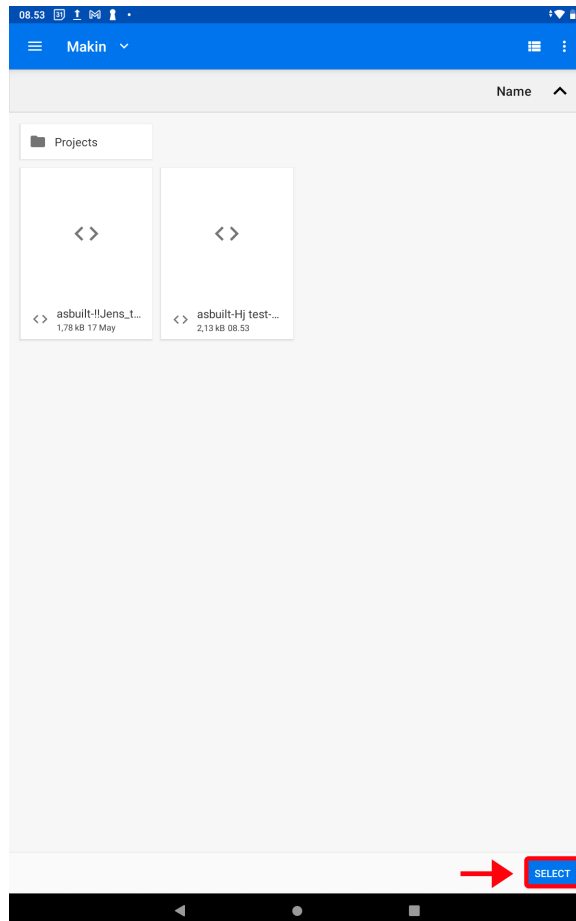 08.53 31
Makin
Name
Projects
asbuilt-!!Jens_t...
1,78 kB 17 May
asbuilt-Hj test-...
2,13 kB 08.53
SELECT